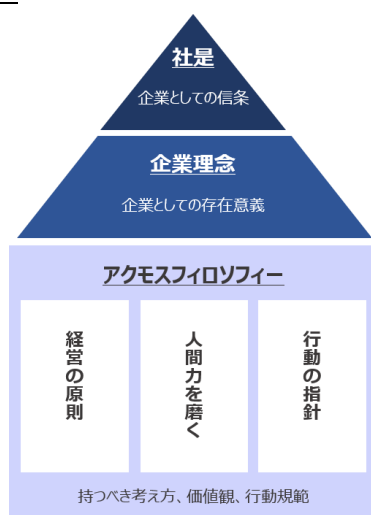 社是
企業としての信条
企業理念
企業としての存在意義
アクモスフィロソフィー
経営の原則
人間力を磨く
行動の指針
持つべき考え方、価値観、行動規範